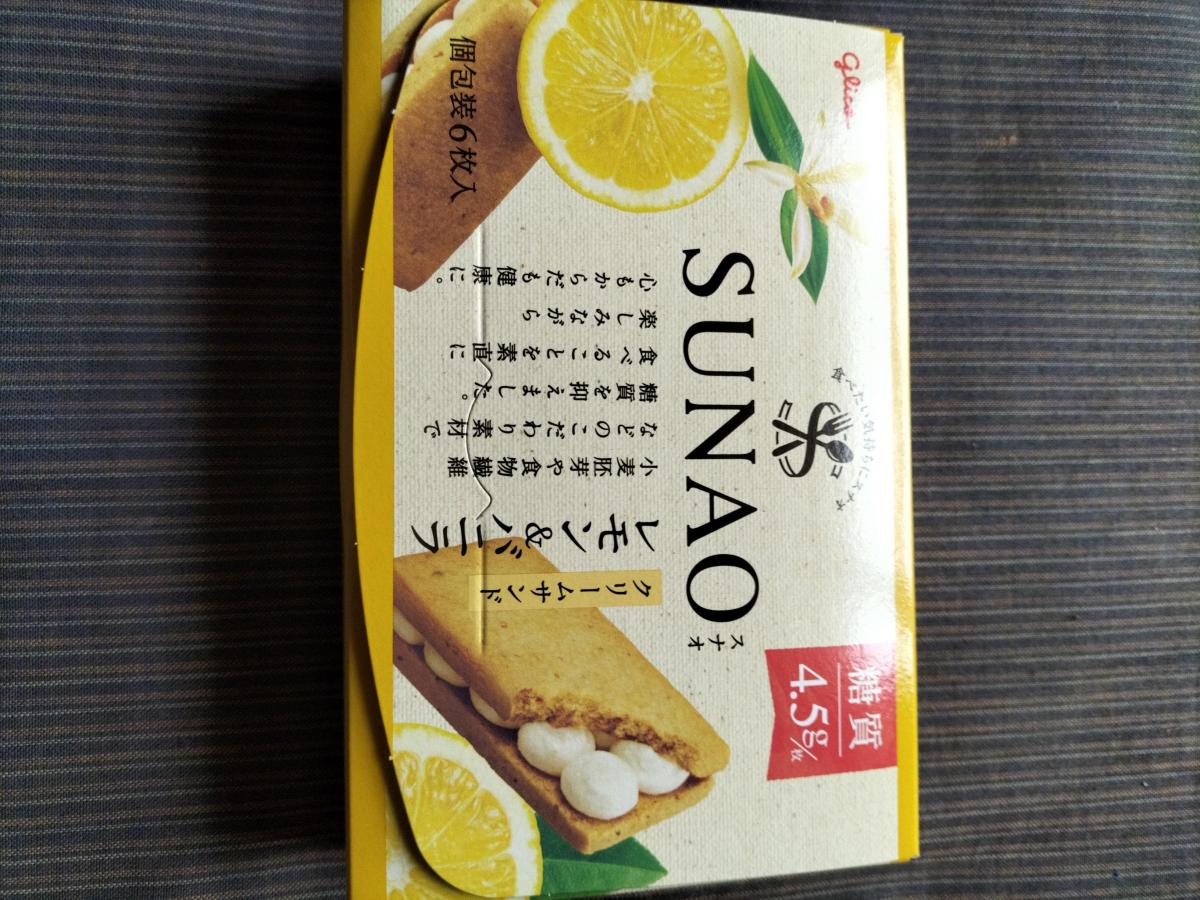 glico
食べたい気持ちにスナオ
糖質
4.5g/枚
SUNAO
スナオ
心もからだも健康に。
楽しみながら
食べることを素直に
糖質を抑えました。
などのこだわり素材で
小麦胚芽や食物繊維
レモン&バニラ
クリームサンド
個包装6枚入